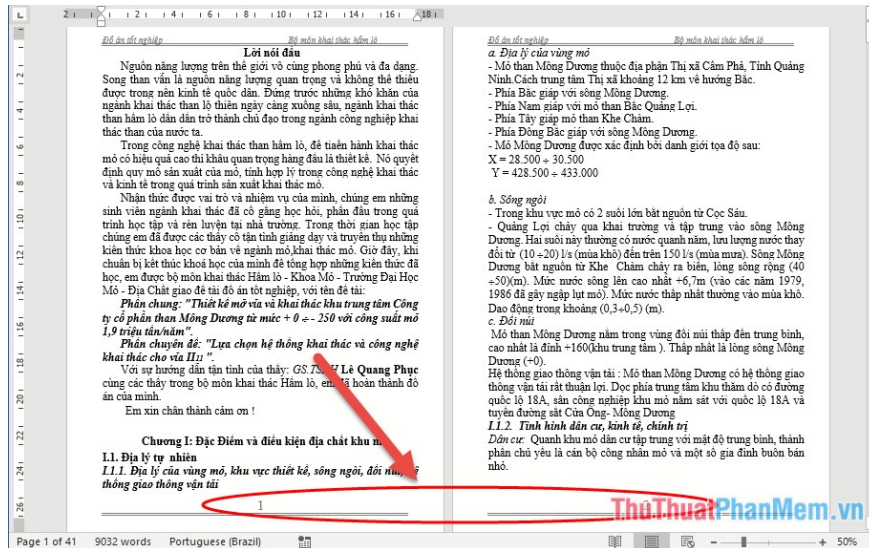 Đồ án tốt nghiệp Bộ môn khai thác hầm lò
Lời nói đầu
Nguồn năng lượng trên thế giới vô cùng phong phú và đa dạng.
Song than vẫn là nguồn năng lượng quan trọng và không thể thiếu
được trong nền kinh tế quốc dân. Đứng trước những khó khăn của
ngành khai thác than lộ thiên ngày càng xuống sâu, ngành khai thác
than hầm lò dần dần trở thành chủ đạo trong ngành công nghiệp khai
thác than của nước ta.
Trong công nghệ khai thác than hầm lò, để tiến hành khai thác
mỏ có hiệu quả cao thì khâu quan trọng hàng đầu là thiết kế. Nó quyết
định quy mô sản xuất của mỏ, tính hợp lý trong công nghệ khai thác
và kinh tế trong quá trình sản xuất khai thác mỏ.
Nhận thức được vai trò và nhiệm vụ của mình, chúng em những
sinh viên ngành khai thác đã cố gắng học hỏi, phấn đấu trong quá
trình học tập và rèn luyện tại nhà trường. Trong thời gian học tập
chúng em đã được các thầy cô tận tình giảng dạy và truyền thụ những
kiến thức khoa học cơ bản về ngành mỏ,khai thác mỏ. Giờ đây, khi
chuẩn bị kết thúc khoá học của mình để tổng hợp những kiến thức đã
học, em được bộ môn khai thác Hầm lò - Khoa Mỏ - Trường Đại Học
Mỏ - Địa Chất giao đề tài đồ án tốt nghiệp, với tên đề tài:
Phần chung: "Thiết kế mở vỉa và khai thác khu trung tâm Công
ty cổ phần than Mông Dương từ mức + 0 ÷ - 250 với công suất mỏ
1,9 triệu tấn/năm".
Phần chuyên đề: "Lựa chọn hệ thống khai thác và công nghệ
khai thác cho vỉa II11 ".
Với sự hướng dẫn tận tình của thầy: GS.TS Lê Quang Phục
cùng các thầy trong bộ môn khai thác Hầm lò, em đã hoàn thành đồ
án của mình.
Em xin chân thành cảm ơn !
Chương I: Đặc Điểm và điều kiện địa chất khu
I.1. Địa lý tự nhiên
I.1.1. Địa lý của vùng mỏ, khu vực thiết kế, sông ngòi, đồi núi,
thống giao thông vận tải
1
Đồ án tốt nghiệp Bộ môn khai thác hầm lò
a. Địa lý của vùng mỏ
- Mỏ than Mông Dương thuộc địa phận Thị xã Cẩm Phả, Tỉnh Quảng
Ninh.Cách trung tâm Thị xã khoảng 12 km về hướng Bắc.
- Phía Bắc giáp với sông Mông Dương.
- Phía Nam giáp với mỏ than Bắc Quảng Lợi.
- Phía Tây giáp mỏ than Khe Chàm.
- Phía Đông Bắc giáp với sông Mông Dương.
- Mỏ Mông Dương được xác định bởi danh giới tọa độ sau:
X = 28.500 ÷ 30.500
Y = 428.500 ÷ 433.000
b. Sông ngòi
- Trong khu vực mỏ có 2 suối lớn bắt nguồn từ Cọc Sáu.
- Quảng Lợi chảy qua khai trường và tập trung vào sông Mông
Dương. Hai suối này thường có nước quanh năm, lưu lượng nước thay
đổi từ (10 ÷20) l/s (mùa khô) đến trên 150 l/s (mùa mưa). Sông Mông
Dương bắt nguồn từ Khe Chàm chảy ra biển, lòng sông rộng (40
÷50)(m). Mức nước sông lên cao nhất +6,7m (vào các năm 1979,
1986 đã gây ngập lụt mỏ). Mức nước thấp nhất thường vào mùa khô.
Dao động trong khoảng (0,3÷0,5) (m).
c. Đồi núi
Mỏ than Mông Dương nằm trong vùng đồi núi thấp đến trung bình,
cao nhất là đỉnh +160(khu trung tâm ). Thấp nhất là lòng sông Mông
Dương (+0).
Hệ thống giao thông vận tải : Mỏ than Mông Dương có hệ thống giao
thông vận tải rất thuận lợi. Dọc phía trung tâm khu thăm dò có đường
quốc lộ 18A, sân công nghiệp khu mỏ nằm sát với quốc lộ 18A và
tuyến đường sắt Cửa Ông- Mông Dương
I.1.2. Tình hình dân cư, kinh tế, chính trị
Dân cư: Quanh khu mỏ dân cư tập trung với mật độ trung bình, thành
phần chủ yếu là cán bộ công nhân mỏ và một số gia đình buôn bán
nhỏ.
ThuThuatPhanMem.vn
Page 1 of 41 9032 words Portuguese (Brazil) 50%